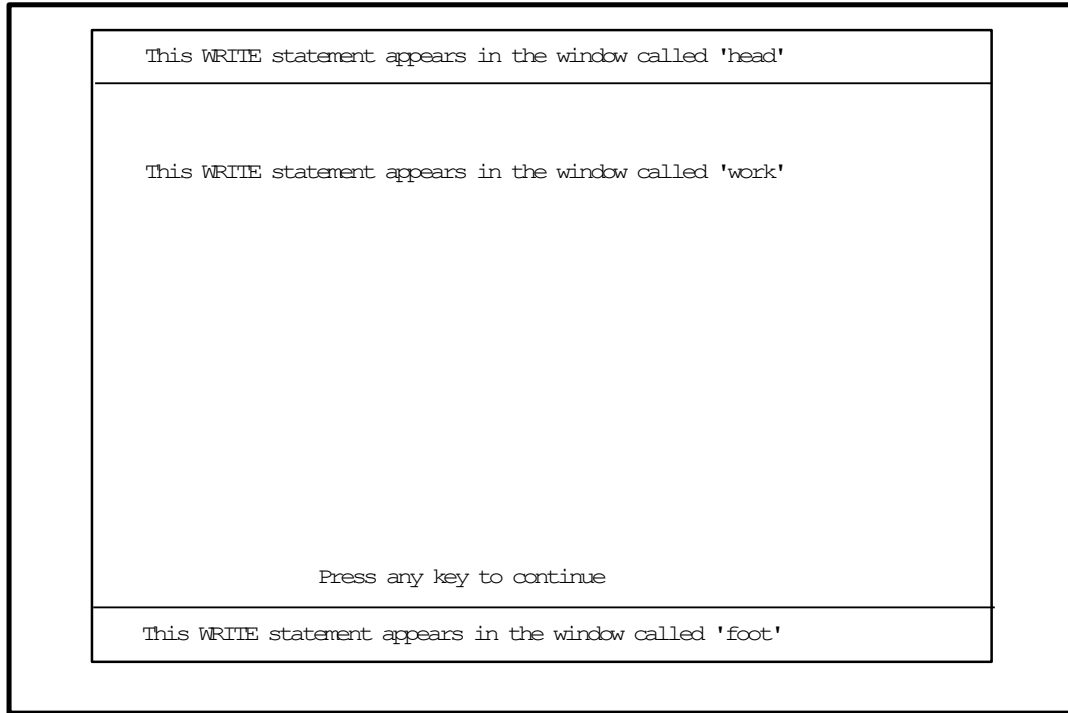 This WRITE statement appears in the window called 'head'
This WRITE statement appears in the window called 'work'
Press any key to continue
This WRITE statement appears in the window called 'foot'